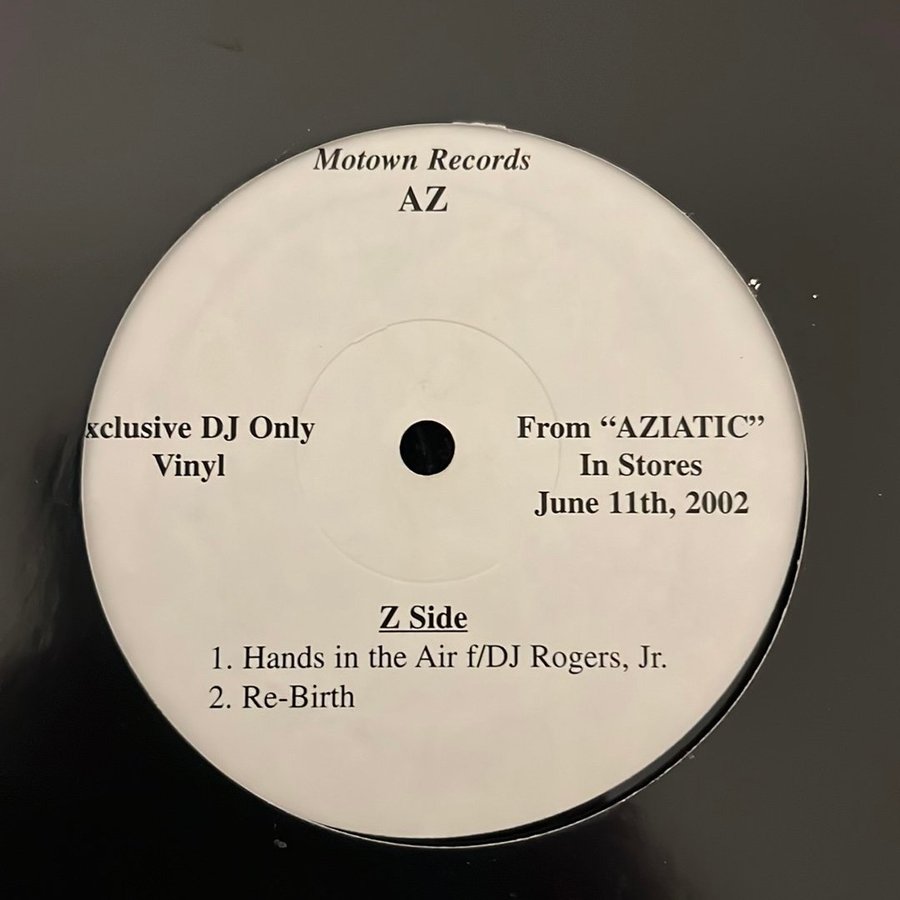 Motown Records
AZ
xclusive DJ Only
Vinyl
From “AZIATIC”
In Stores
June 11th, 2002
Z Side
1. Hands in the Air f/DJ Rogers, Jr.
2. Re-Birth